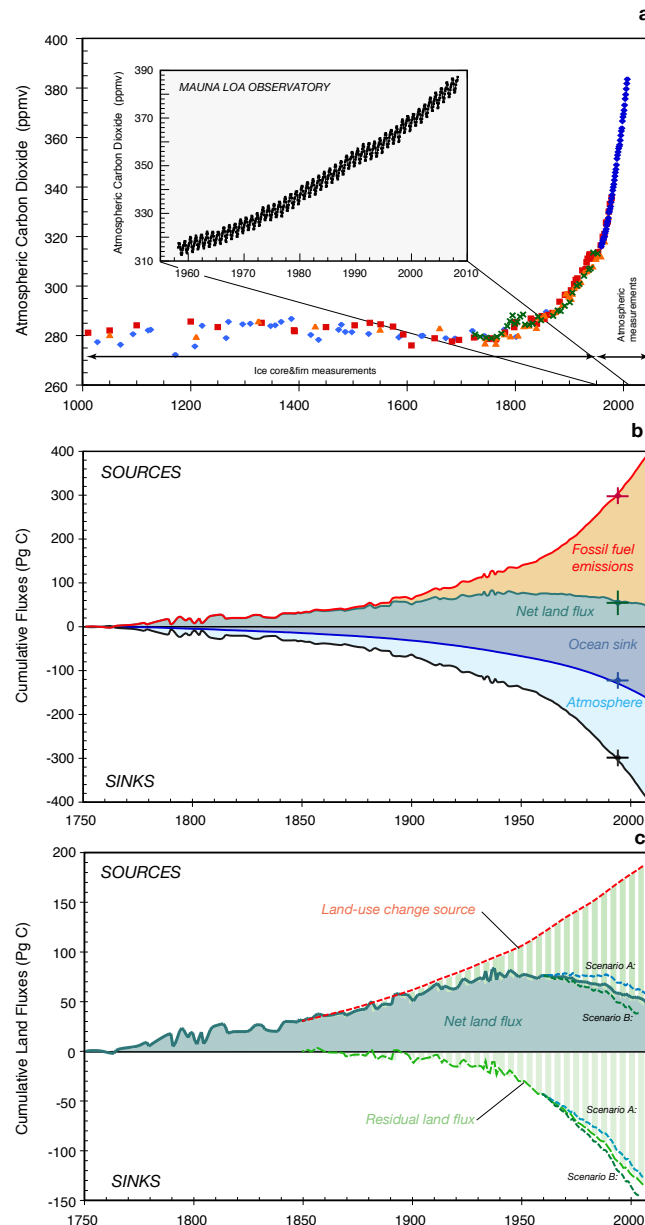 a
400
380
360
340
320
300
280
260
Atmospheric Carbon Dioxide (ppmv)
390
370
350
330
310
Atmospheric Carbon Dioxide (ppmv)
MAUNA LOA OBSERVATORY
1960 1970 1980 1990 2000 2010
Atmospheric
measurements
Ice core&firn measurements
1000 1200 1400 1600 1800 2000
b
400
300
200
100
0
-100
-200
-300
-400
Cumulative Fluxes (Pg C)
SOURCES
Fossil fuel
emissions
Net land flux
Ocean sink
Atmosphere
SINKS
1750 1800 1850 1900 1950 2000
c
200
150
100
50
0
-50
-100
-150
Cumulative Land Fluxes (Pg C)
SOURCES
Land-use change source
Scenario A:
Net land flux
Scenario B:
Scenario A:
Residual land flux
Scenario B:
SINKS
1750 1800 1850 1900 1950 2000